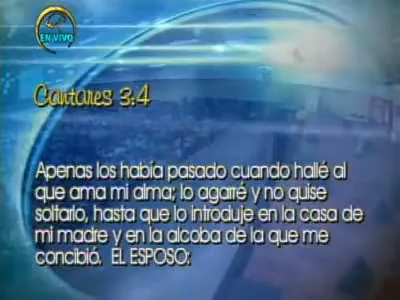 EN VIVO
Cantares 3:4
Apenas los había pasado cuando hallé al
que ama mi alma; lo agarré y no quise
soltarlo, hasta que lo introduje en la casa de
mi madre y en la alcoba de la que me
concibió. EL ESPOSO: